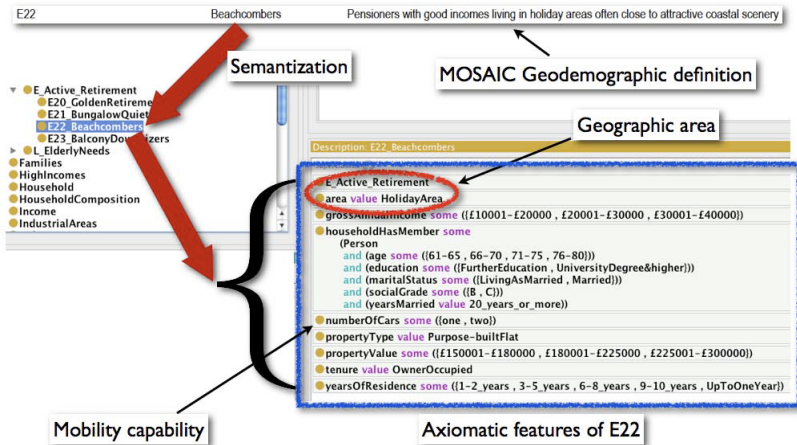 E22 Beachcombers Pensioners with good incomes living in holiday areas often close to attractive coastal scenery
Semantization
MOSAIC Geodemographic definition
E_Active_Retirement
E20_GoldenRetireme
E21_BungalowQuiet
E22_Beachcombers
E23_BalconyDo izers
L_ElderlyNeeds
Families
HighIncomes
Household
HouseholdComposition
Income
IndustrialAreas
Geographic area
Description: E22_Beachcombers
E_Active_Retirement
area value HolidayArea
grossAnnualIncome some ({£10001-£20000 , £20001-£30000 , £30001-£40000})
householdHasMember some
(Person
and (age some ({61-65 , 66-70 , 71-75 , 76-80}))
and (education some ({FurtherEducation , UniversityDegree&higher}))
and (maritalStatus some ({LivingAsMarried , Married}))
and (socialGrade some ({B , C}))
and (yearsMarried value 20_years_or_more))
numberOfCars some ({one , two})
propertyType value Purpose-builtFlat
propertyValue some ({£150001-£180000 , £180001-£225000 , £225001-£300000})
tenure value OwnerOccupied
yearsOfResidence some ({1-2_years , 3-5_years , 6-8_years , 9-10_years , UpToOneYear})
Mobility capability
Axiomatic features of E22